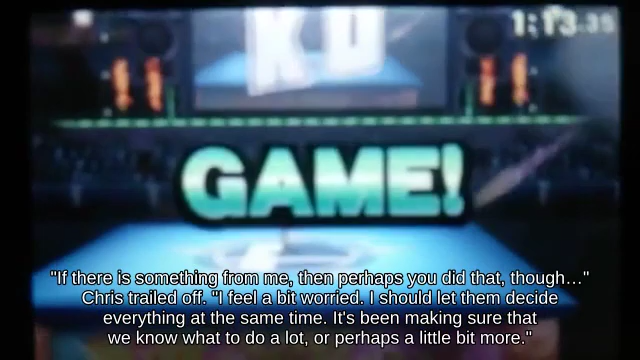 KO
1:13.35
GAME!
"If there is something from me, then perhaps you did that, though…"
Chris trailed off. "I feel a bit worried. I should let them decide
everything at the same time. It's been making sure that
we know what to do a lot, or perhaps a little bit more."